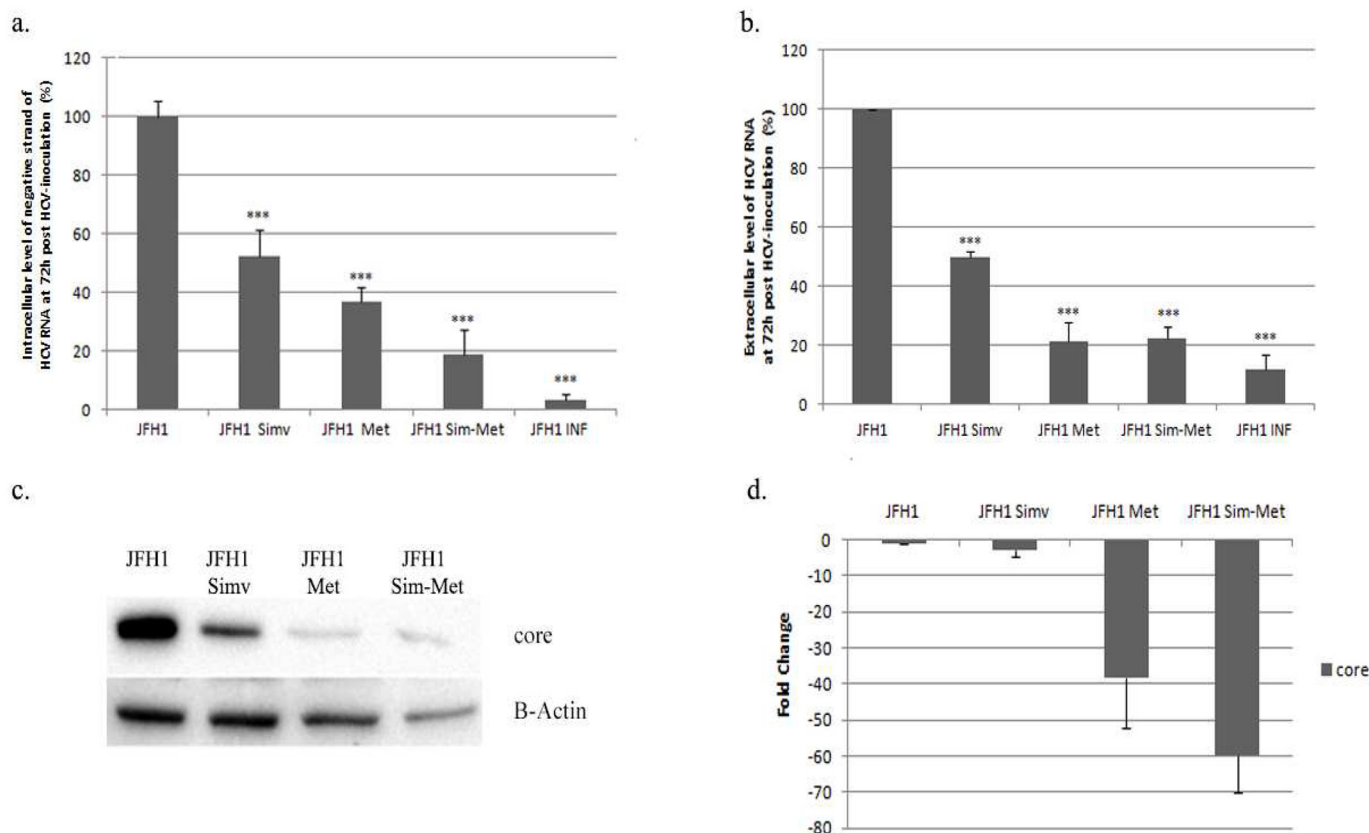 a.
Intracellular level of negative strand of
HCV RNA at 72h post HCV-inoculation (%)
120
100
80
60
40
20
0
***
***
***
***
JFH1
JFH1 Simv
JFH1 Met
JFH1 Sim-Met
JFH1 INF
b.
Extracellular level of HCV RNA
at 72h post HCV-inoculation (%)
120
100
80
60
40
20
0
***
***
***
***
JFH1
JFH1 Simv
JFH1 Met
JFH1 Sim-Met
JFH1 INF
c.
JFH1
JFH1
Simv
JFH1
Met
JFH1
Sim-Met
core
B-Actin
d.
JFH1
JFH1 Simv
JFH1 Met
JFH1 Sim-Met
Fold Change
0
-10
-20
-30
-40
-50
-60
-70
-80
core